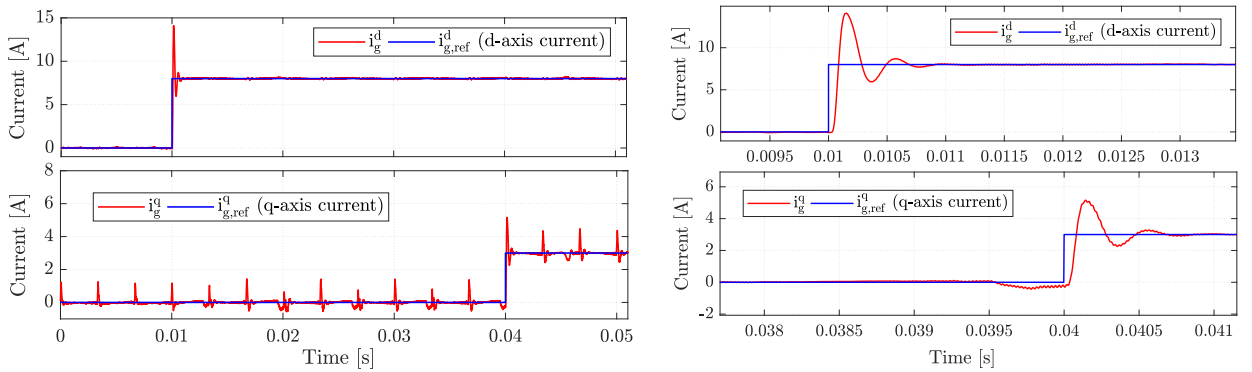 15
10
5
0
Current [A]
i_g^d i_{g,ref}^d (d-axis current)
8
6
4
2
0
Current [A]
i_g^q i_{g,ref}^q (q-axis current)
0 0.01 0.02 0.03 0.04 0.05
Time [s]
10
5
0
Current [A]
i_g^d i_{g,ref}^d (d-axis current)
0.0095 0.01 0.0105 0.011 0.0115 0.012 0.0125 0.013
6
4
2
0
-2
Current [A]
i_g^q i_{g,ref}^q (q-axis current)
0.038 0.0385 0.039 0.0395 0.04 0.0405 0.041
Time [s]